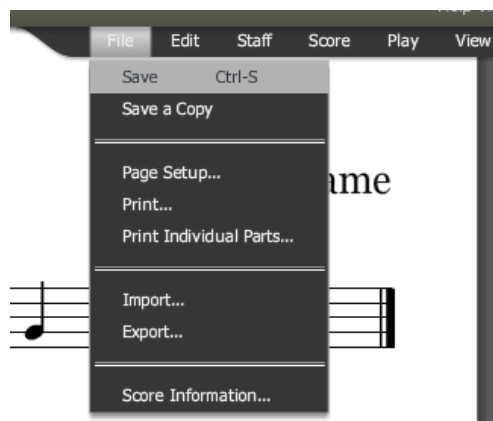 File Edit Staff Score Play View
Save Ctrl-S
Save a Copy
Page Setup...
Print...
Print Individual Parts...
Import...
Export...
Score Information...